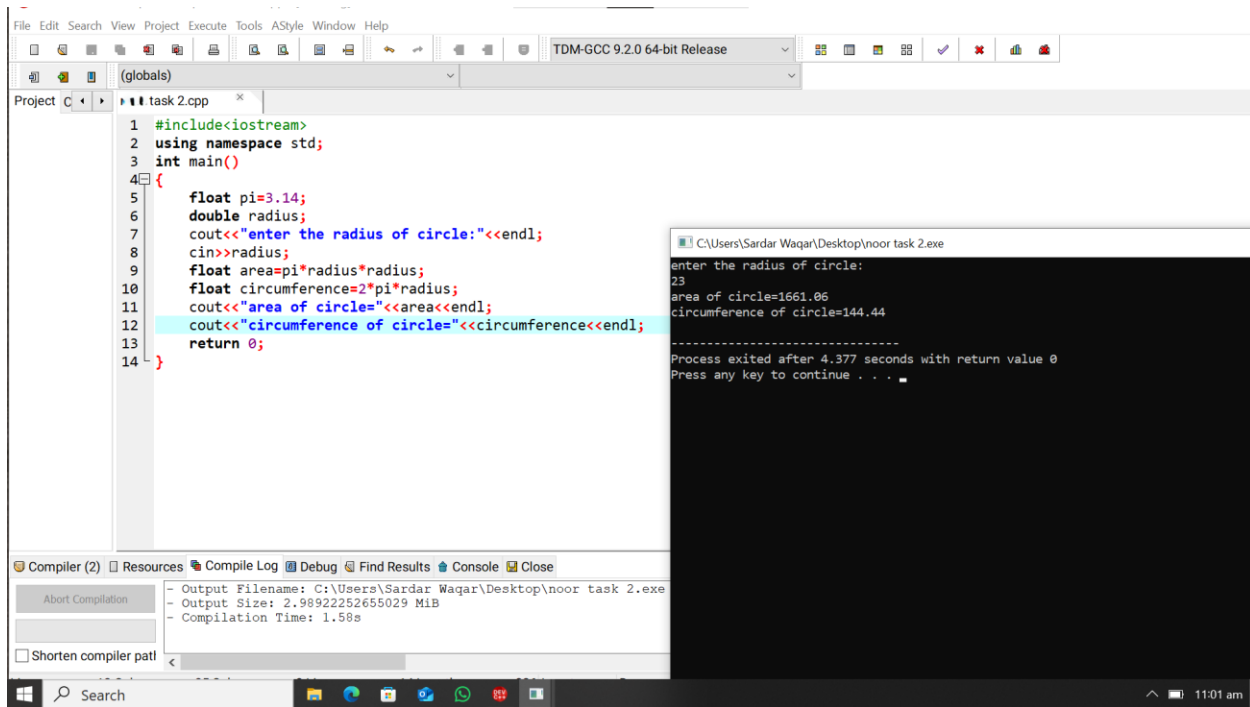 File Edit Search View Project Execute Tools AStyle Window Help
TDM-GCC 9.2.0 64-bit Release
(globals)
Project C
task 2.cpp
1 #include<iostream>
2 using namespace std;
3 int main()
4 {
5 float pi=3.14;
6 double radius;
7 cout<<"enter the radius of circle:"<<endl;
8 cin>>radius;
9 float area=pi*radius*radius;
10 float circumference=2*pi*radius;
11 cout<<"area of circle="<<area<<endl;
12 cout<<"circumference of circle="<<circumference<<endl;
13 return 0;
14 }
C:\Users\Sardar Waqar\Desktop\noor task 2.exe
enter the radius of circle:
23
area of circle=1661.06
circumference of circle=144.44
--------------------------------
Process exited after 4.377 seconds with return value 0
Press any key to continue . . .
Compiler (2) Resources Compile Log Debug Find Results Console Close
Abort Compilation
Shorten compiler patl
- Output Filename: C:\Users\Sardar Waqar\Desktop\noor task 2.exe
- Output Size: 2.98922252655029 MiB
- Compilation Time: 1.58s
Search
DEV
11:01 am